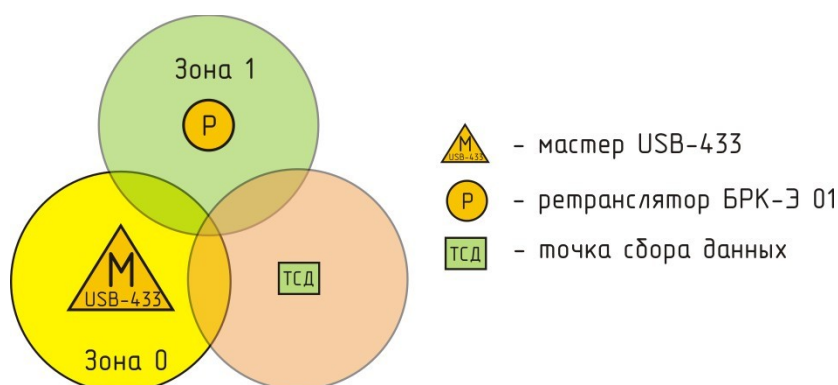 Зона 1
Р
М
USB-433
Зона 0
ТСД
М
USB-433
- мастер USB-433
Р
- ретранслятор БРК-Э 01
ТСД
- точка сбора данных